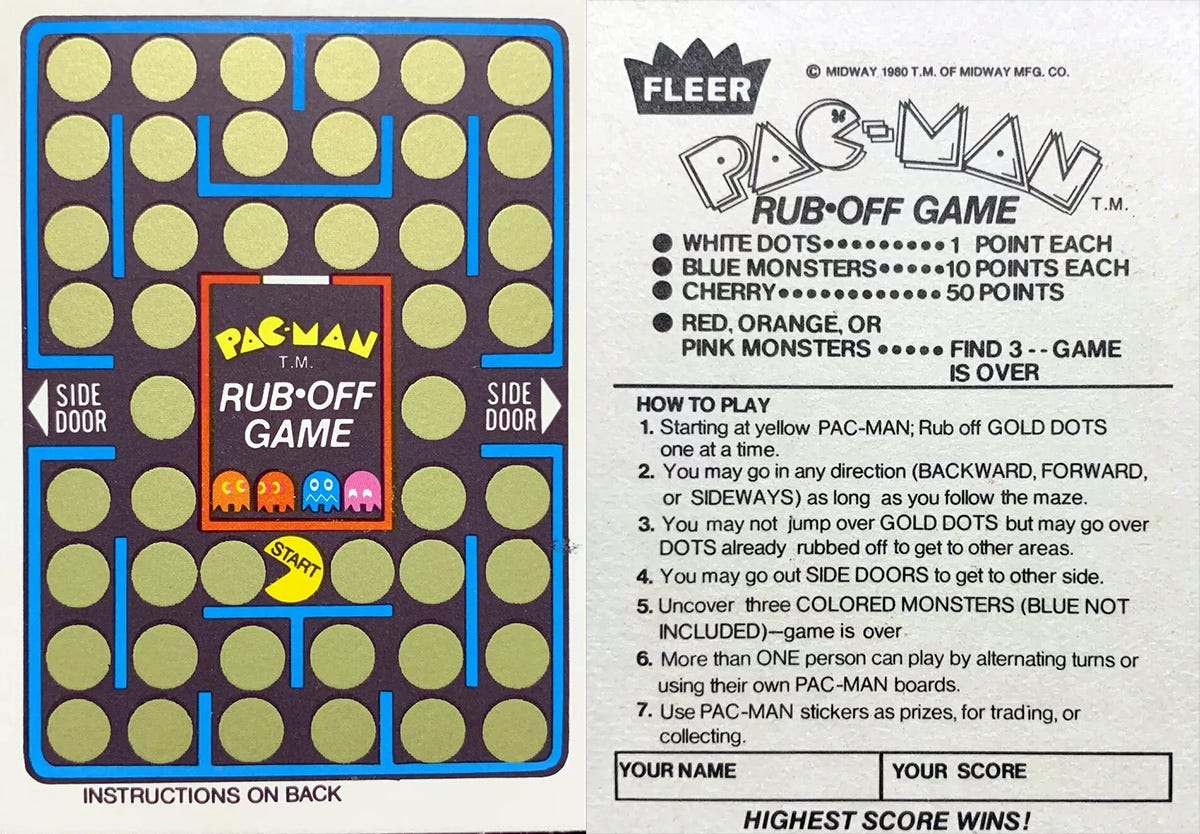 PAC-MAN
T.M.
RUB•OFF
GAME
SIDE
DOOR
SIDE
DOOR
START
INSTRUCTIONS ON BACK
FLEER
© MIDWAY 1980 T.M. OF MIDWAY MFG. CO.
PAC-MAN
T.M.
RUB•OFF GAME
● WHITE DOTS●●●●●●●●● 1 POINT EACH
● BLUE MONSTERS●●●●●10 POINTS EACH
● CHERRY●●●●●●●●●●●● 50 POINTS
● RED, ORANGE, OR
PINK MONSTERS ●●●●● FIND 3 -- GAME
IS OVER
HOW TO PLAY
1. Starting at yellow PAC-MAN; Rub off GOLD DOTS
one at a time.
2. You may go in any direction (BACKWARD, FORWARD,
or SIDEWAYS) as long as you follow the maze.
3. You may not jump over GOLD DOTS but may go over
DOTS already rubbed off to get to other areas.
4. You may go out SIDE DOORS to get to other side.
5. Uncover three COLORED MONSTERS (BLUE NOT
INCLUDED)—game is over
6. More than ONE person can play by alternating turns or
using their own PAC-MAN boards.
7. Use PAC-MAN stickers as prizes, for trading, or
collecting.
YOUR NAME
YOUR SCORE
HIGHEST SCORE WINS!